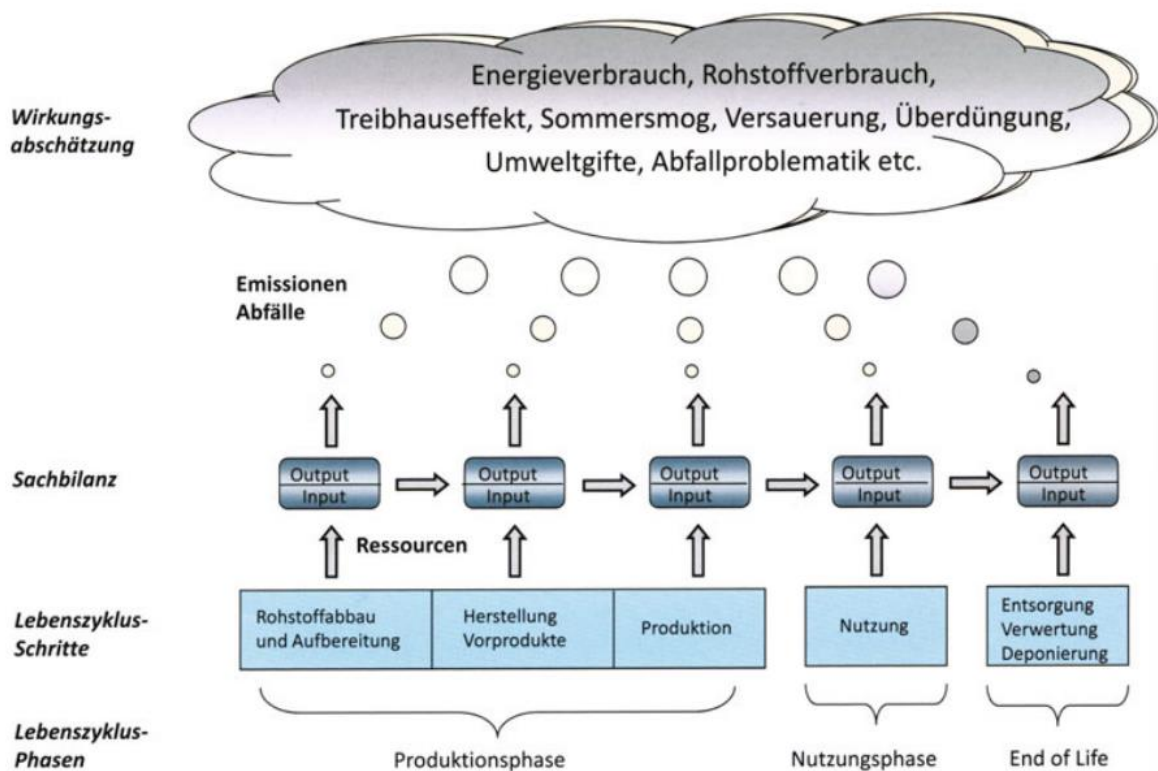 Energieverbrauch, Rohstoffverbrauch,
Treibhauseffekt, Sommersmog, Versauerung, Überdüngung,
Umweltgifte, Abfallproblematik etc.
Wirkungs-
abschätzung
Emissionen
Abfälle
Sachbilanz
Output
Input
Output
Input
Output
Input
Output
Input
Output
Input
Ressourcen
Lebenszyklus-
Schritte
Rohstoffabbau
und Aufbereitung
Herstellung
Vorprodukte
Produktion
Nutzung
Entsorgung
Verwertung
Deponierung
Lebenszyklus-
Phasen
Produktionsphase
Nutzungsphase
End of Life